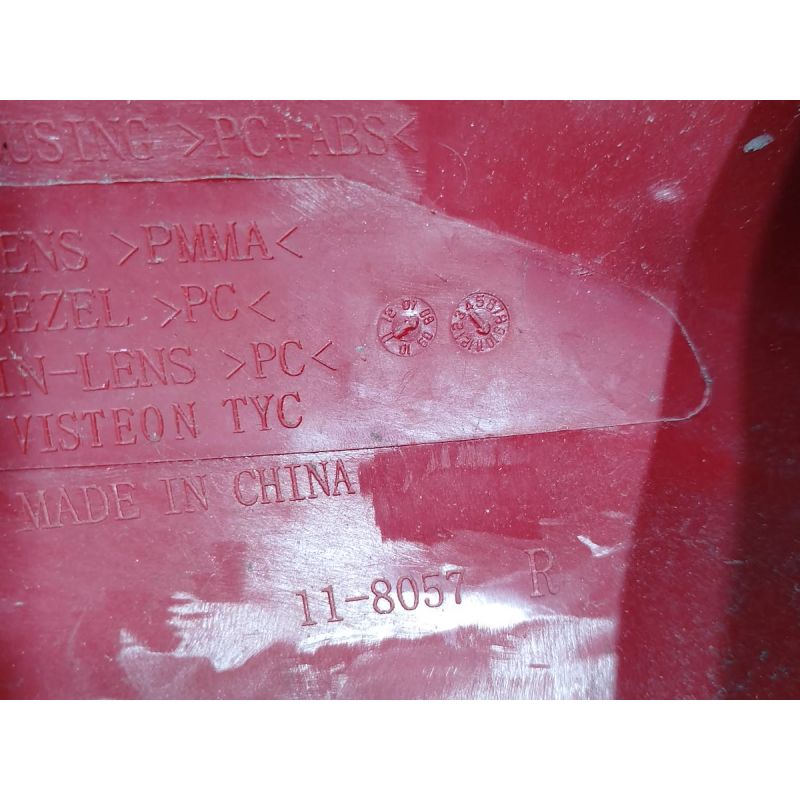 USING >PC+ABS<
ENS >PMMA<
BEZEL >PC<
IN-LENS >PC<
VISTEON TYC
MADE IN CHINA
11-8057 R